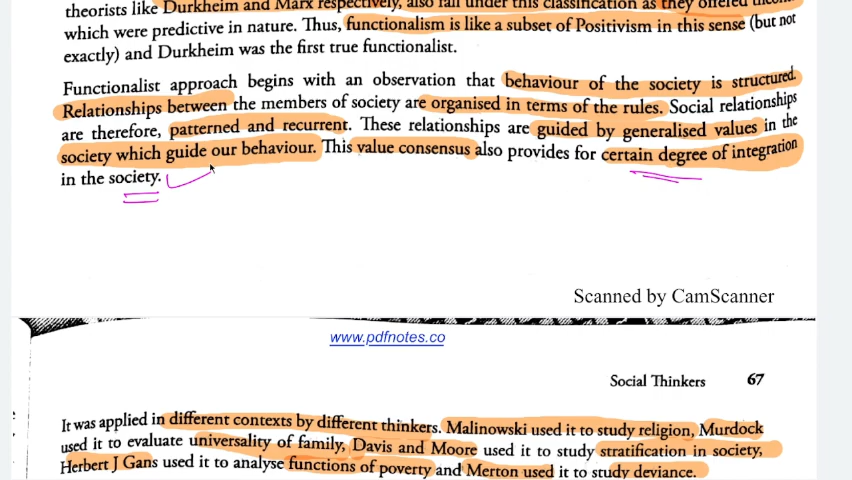 theorists like Durkheim and Marx respectively, also fall under this classification as they offered
which were predictive in nature. Thus, functionalism is like a subset of Positivism in this sense (but not
exactly) and Durkheim was the first true functionalist.
Functionalist approach begins with an observation that behaviour of the society is structured.
Relationships between the members of society are organised in terms of the rules. Social relationships
are therefore, patterned and recurrent. These relationships are guided by generalised values in the
society which guide our behaviour. This value consensus also provides for certain degree of integration
in the society.
Scanned by CamScanner
www.pdfnotes.co
Social Thinkers 67
It was applied in different contexts by different thinkers. Malinowski used it to study religion, Murdock
used it to evaluate universality of family, Davis and Moore used it to study stratification in society,
Herbert J Gans used it to analyse functions of poverty and Merton used it to study deviance.